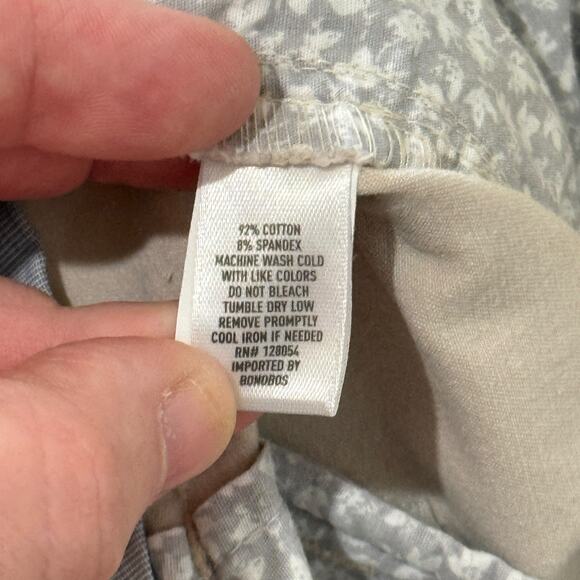 92% COTTON
8% SPANDEX
MACHINE WASH COLD
WITH LIKE COLORS
DO NOT BLEACH
TUMBLE DRY LOW
REMOVE PROMPTLY
COOL IRON IF NEEDED
RN# 128054
IMPORTED BY
BONOBOS